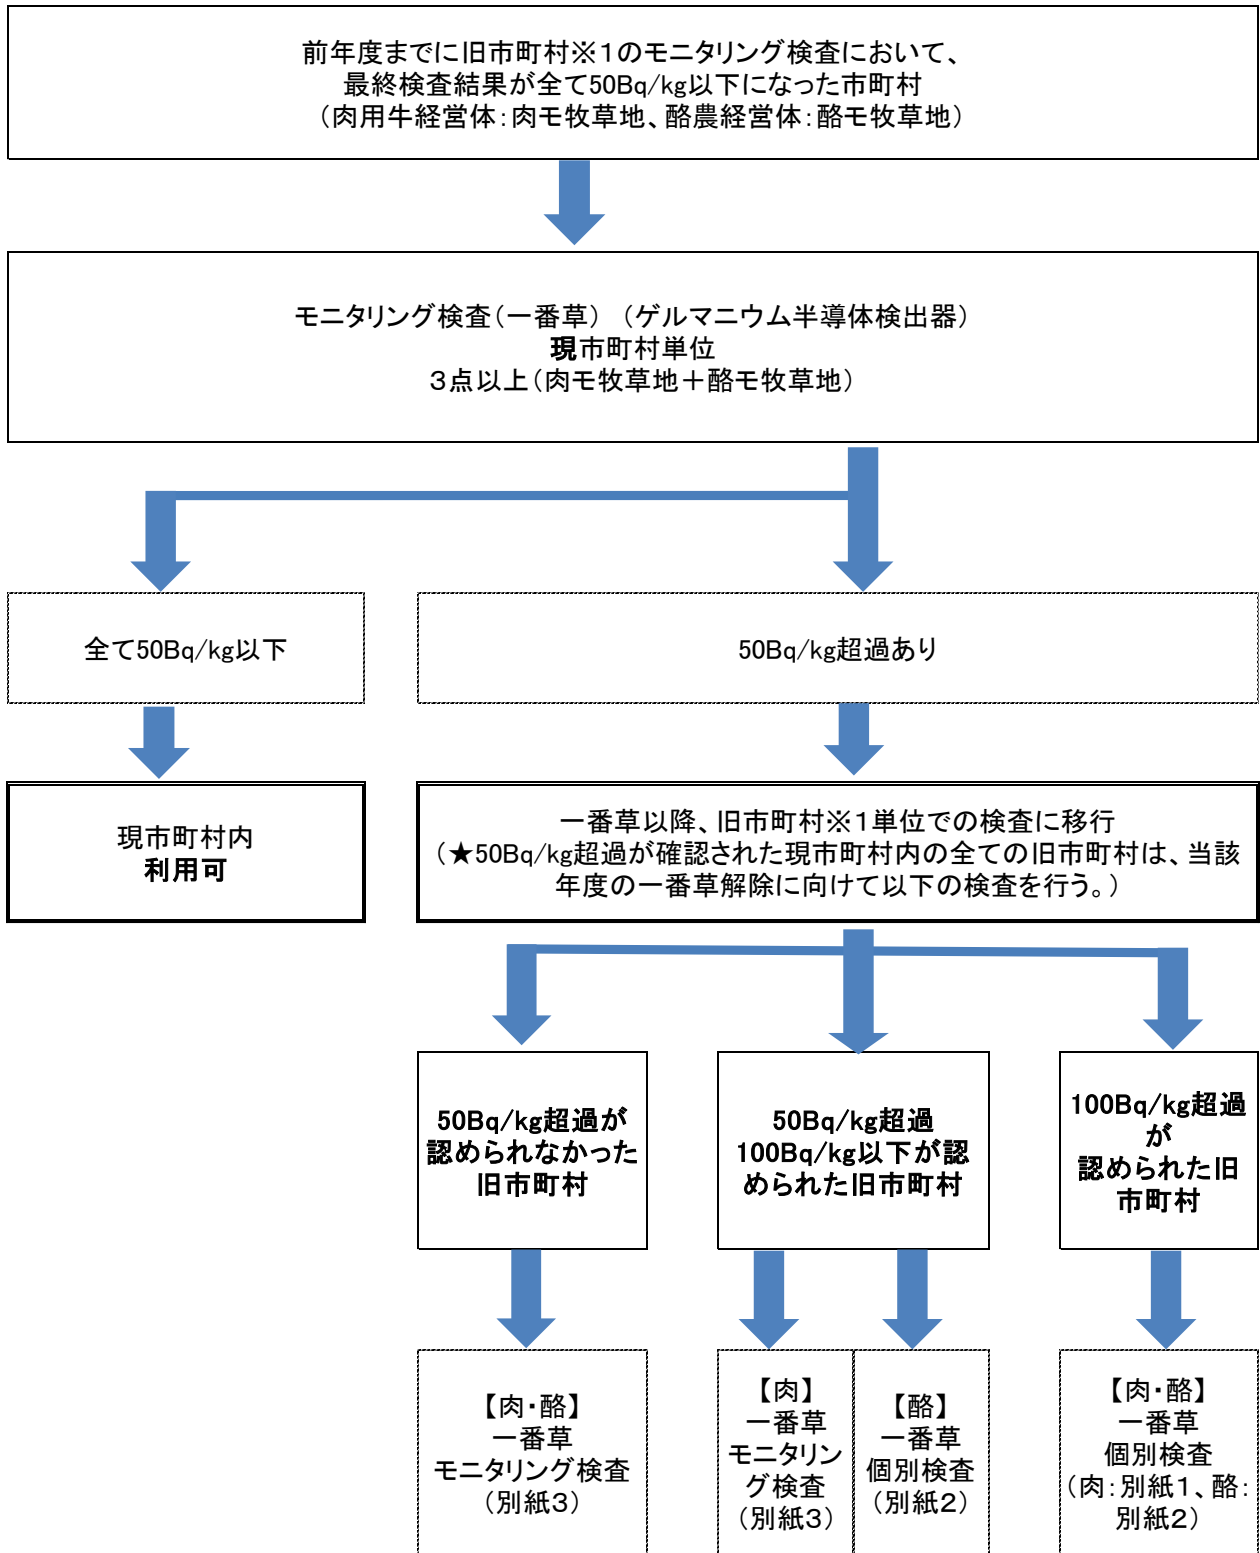 前年度までに旧市町村※１のモニタリング検査において、
最終検査結果が全て50Bq/kg以下になった市町村
（肉用牛経営体：肉モ牧草地、酪農経営体：酪モ牧草地）
モニタリング検査（一番草）（ゲルマニウム半導体検出器）
現市町村単位
３点以上（肉モ牧草地＋酪モ牧草地）
全て50Bq/kg以下
50Bq/kg超過あり
現市町村内
利用可
一番草以降、旧市町村※１単位での検査に移行
（★50Bq/kg超過が確認された現市町村内の全ての旧市町村は、当該
年度の一番草解除に向けて以下の検査を行う。）
50Bq/kg超過が
認められなかった
旧市町村
50Bq/kg超過
100Bq/kg以下が認
められた旧市町村
100Bq/kg超過
が
認められた旧
市町村
【肉・酪】
一番草
モニタリング検査
（別紙３）
【肉】
一番草
モニタリン
グ検査
（別紙３）
【酪】
一番草
個別検査
（別紙２）
【肉・酪】
一番草
個別検査
（肉：別紙１、酪：
別紙２）